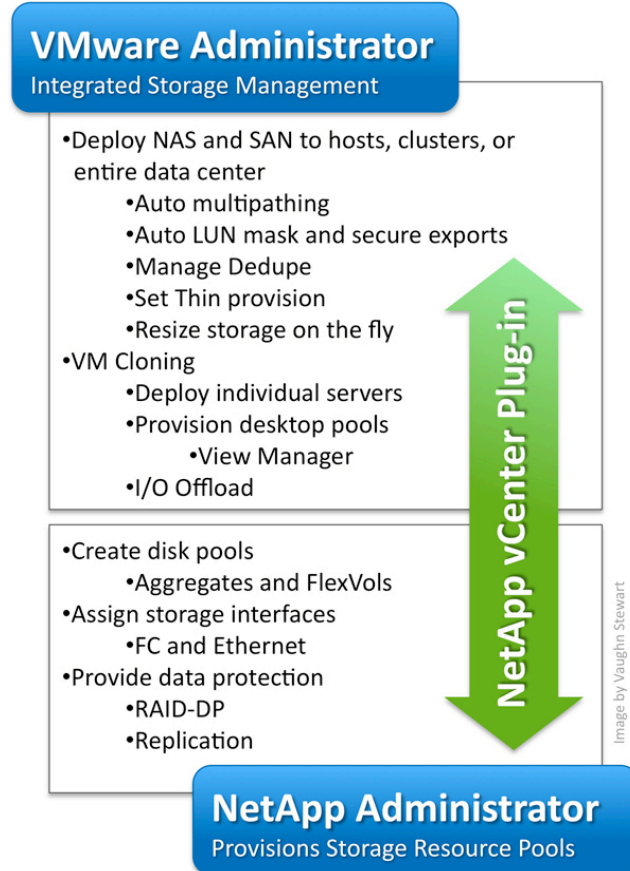 VMware Administrator
Integrated Storage Management
•Deploy NAS and SAN to hosts, clusters, or
entire data center
•Auto multipathing
•Auto LUN mask and secure exports
•Manage Dedupe
•Set Thin provision
•Resize storage on the fly
•VM Cloning
•Deploy individual servers
•Provision desktop pools
•View Manager
•I/O Offload
NetApp vCenter Plug-in
•Create disk pools
•Aggregates and FlexVols
•Assign storage interfaces
•FC and Ethernet
•Provide data protection
•RAID-DP
•Replication
Image by Vaughn Stewart
NetApp Administrator
Provisions Storage Resource Pools